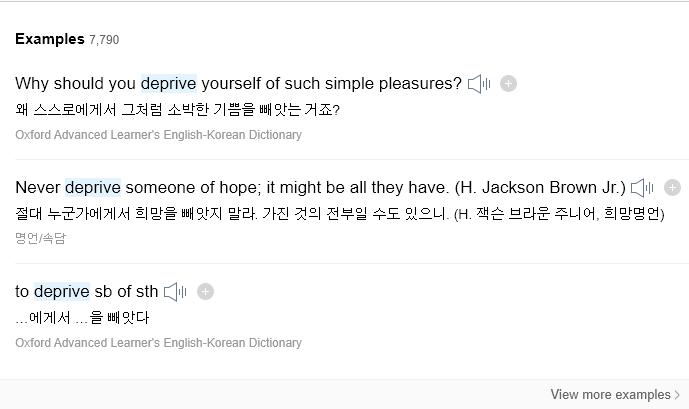 Examples 7,790
Why should you deprive yourself of such simple pleasures?
왜 스스로에게서 그처럼 소박한 기쁨을 빼앗는 거죠?
Oxford Advanced Learner's English-Korean Dictionary
Never deprive someone of hope; it might be all they have. (H. Jackson Brown Jr.)
절대 누군가에게서 희망을 빼앗지 말라. 가진 것의 전부일 수도 있으니. (H. 잭슨 브라운 주니어, 희망명언)
명언/속담
to deprive sb of sth
…에게서 …을 빼앗다
Oxford Advanced Learner's English-Korean Dictionary
View more examples